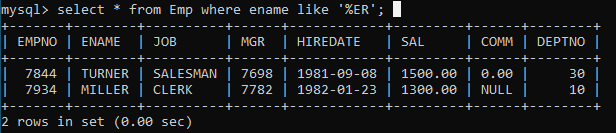 mysql> select * from Emp where ename like '%ER';
+-------+--------+----------+------+------------+---------+------+--------+
| EMPNO | ENAME  | JOB      | MGR  | HIREDATE   | SAL     | COMM | DEPTNO |
+-------+--------+----------+------+------------+---------+------+--------+
|  7844 | TURNER | SALESMAN | 7698 | 1981-09-08 | 1500.00 | 0.00 |     30 |
|  7934 | MILLER | CLERK    | 7782 | 1982-01-23 | 1300.00 | NULL |     10 |
+-------+--------+----------+------+------------+---------+------+--------+
2 rows in set (0.00 sec)